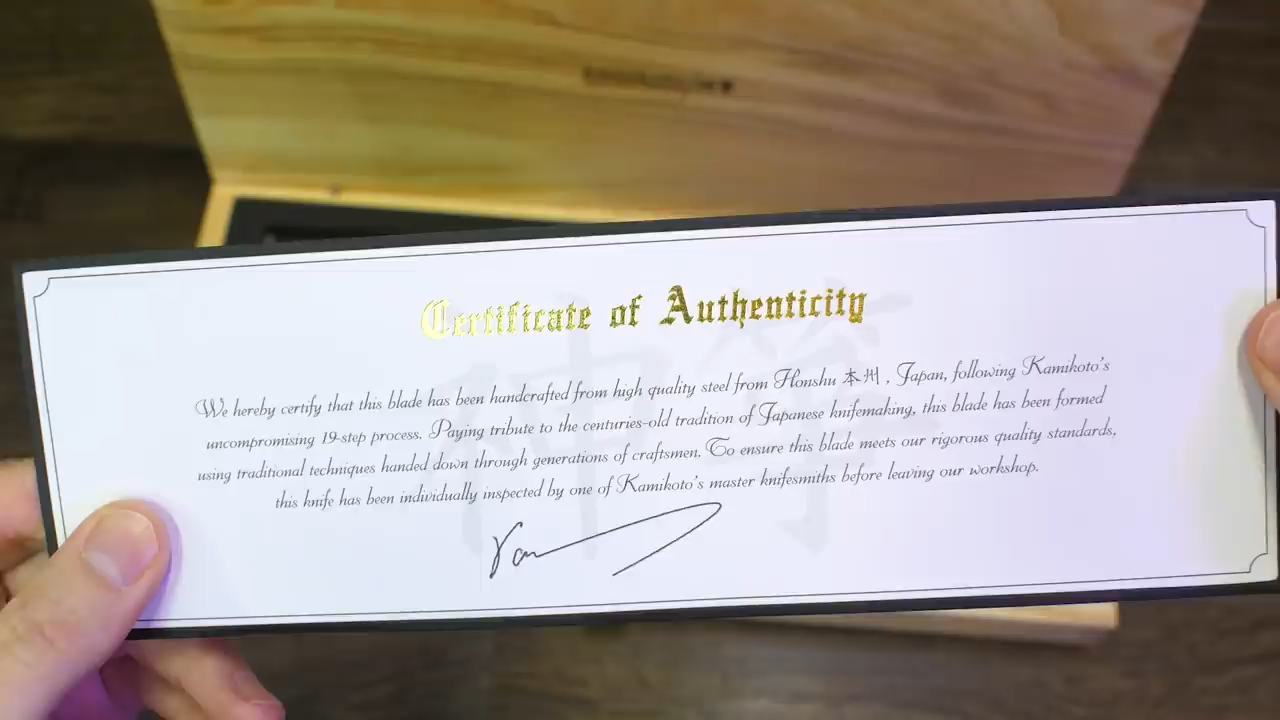 Certificate of Authenticity
We hereby certify that this blade has been handcrafted from high quality steel from Honshu 本州 , Japan, following Kamikoto's
uncompromising 19-step process. Paying tribute to the centuries-old tradition of Japanese knifemaking, this blade has been formed
using traditional techniques handed down through generations of craftsmen. To ensure this blade meets our rigorous quality standards,
this knife has been individually inspected by one of Kamikoto's master knifesmiths before leaving our workshop.